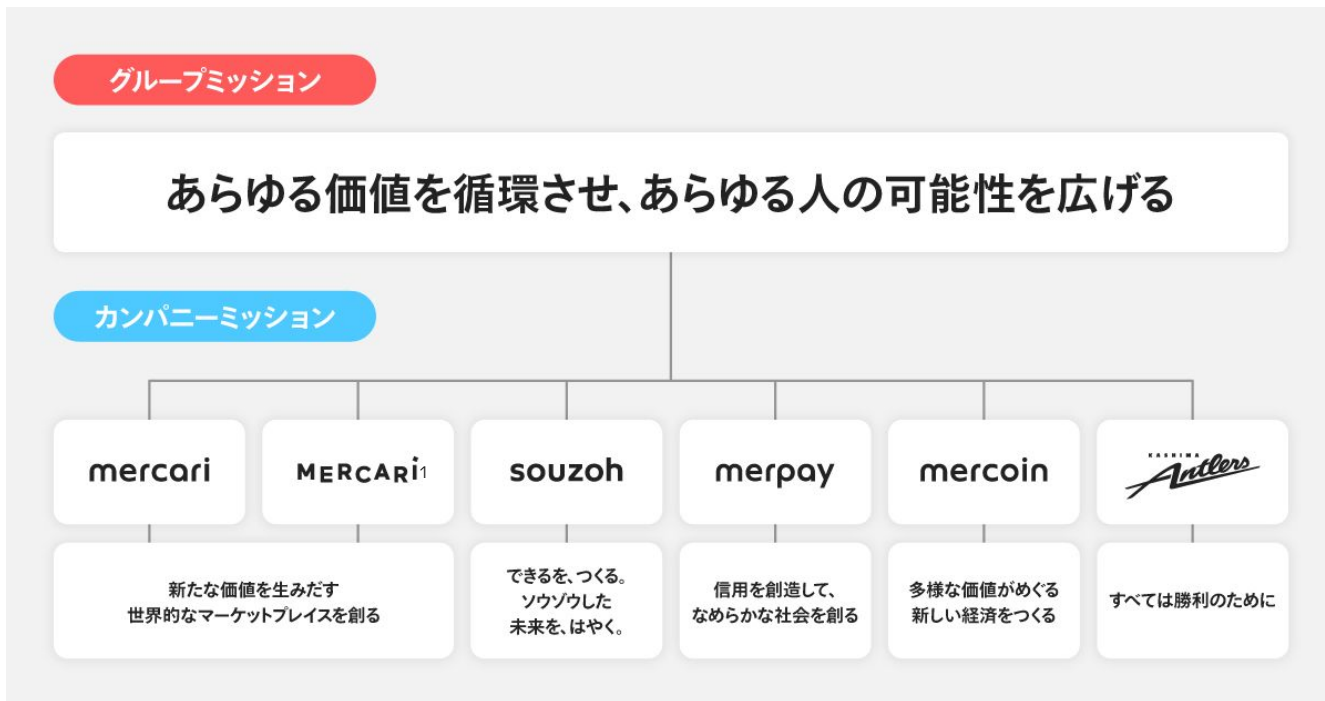 グループミッション
あらゆる価値を循環させ、あらゆる人の可能性を広げる
カンパニーミッション
mercari
MERCARi1
souzoh
merpay
mercoin
KASHIMA
Antlers
新たな価値を生みだす
世界的なマーケットプレイスを創る
できるを、つくる。
ソウゾウした
未来を、はやく。
信用を創造して、
なめらかな社会を創る
多様な価値がめぐる
新しい経済をつくる
すべては勝利のために